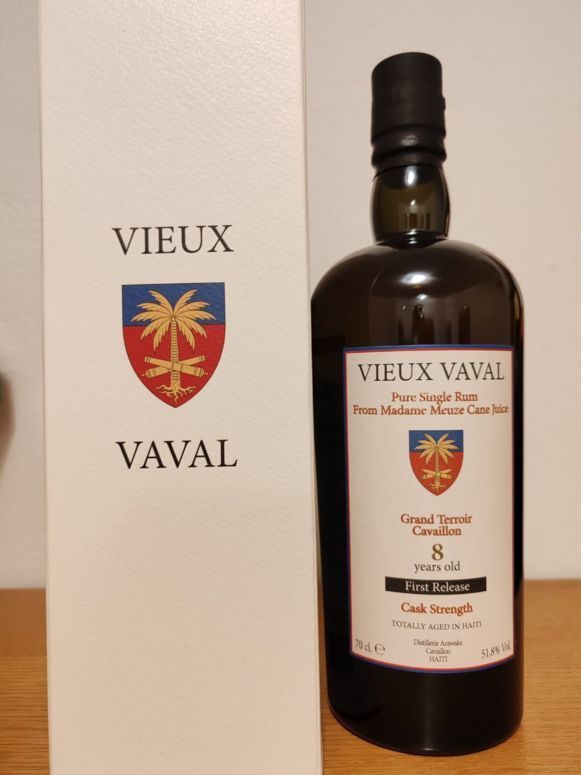 VIEUX
VAVAL
VIEUX VAVAL
Pure Single Rum
From Madame Meuze Cane Juice
Grand Terroir
Cavaillon
8
years old
First Release
Cask Strength
TOTALLY AGED IN HAITI
70 cl. ℮
Distillerie Arawaks
Cavaillon
HAITI
51,8% Vol.